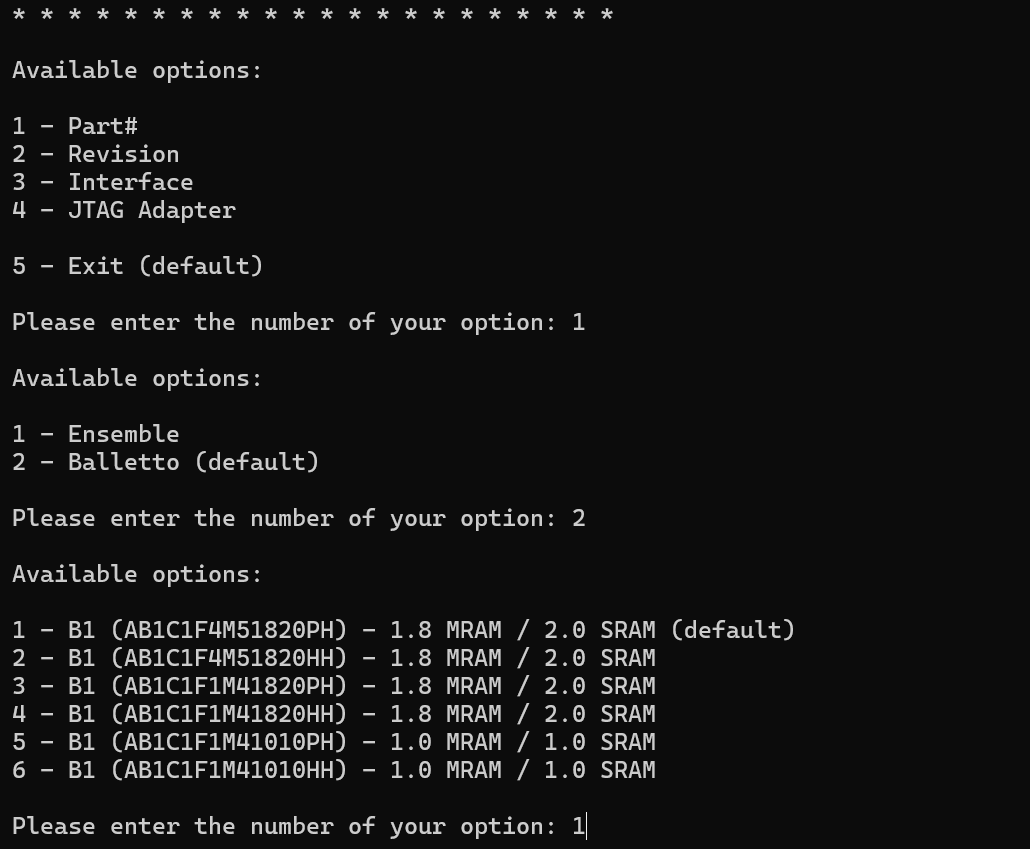 * * * * * * * * * * * * * * * * * * * * * *
Available options:
1 - Part#
2 - Revision
3 - Interface
4 - JTAG Adapter
5 - Exit (default)
Please enter the number of your option: 1
Available options:
1 - Ensemble
2 - Balletto (default)
Please enter the number of your option: 2
Available options:
1 - B1 (AB1C1F4M51820PH) - 1.8 MRAM / 2.0 SRAM (default)
2 - B1 (AB1C1F4M51820HH) - 1.8 MRAM / 2.0 SRAM
3 - B1 (AB1C1F1M41820PH) - 1.8 MRAM / 2.0 SRAM
4 - B1 (AB1C1F1M41820HH) - 1.8 MRAM / 2.0 SRAM
5 - B1 (AB1C1F1M41010PH) - 1.0 MRAM / 1.0 SRAM
6 - B1 (AB1C1F1M41010HH) - 1.0 MRAM / 1.0 SRAM
Please enter the number of your option: 1